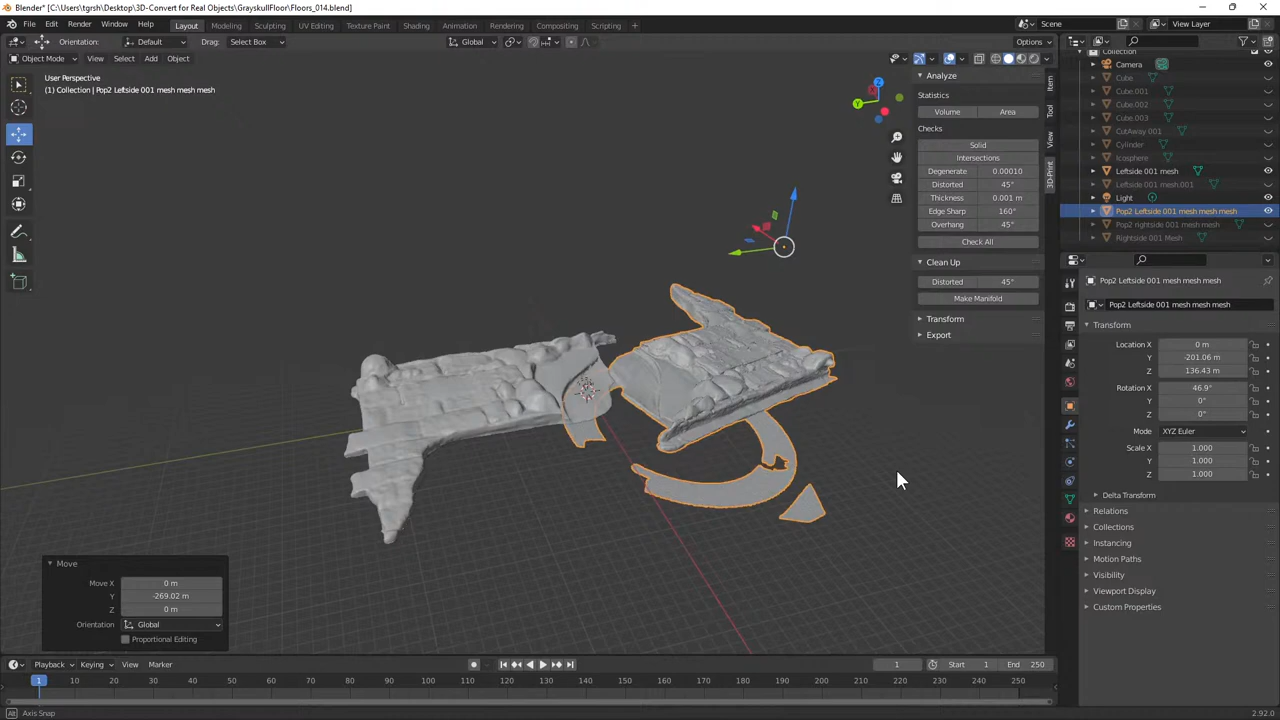 Blender* [C:\Users\tgrsh\Desktop\3D-Convert for Real Objects\GrayskullFloor\Floors_014.blend]
File Edit Render Window Help Layout Modeling Sculpting UV Editing Texture Paint Shading Animation Rendering Compositing Scripting + Scene View Layer
Orientation: Default Drag: Select Box Global Options
Object Mode View Select Add Object
User Perspective
(1) Collection | Pop2 Leftside 001 mesh mesh mesh
Analyze
Statistics
Volume Area
Checks
Solid
Intersections
Degenerate 0.00010
Distorted 45°
Thickness 0.001 m
Edge Sharp 160°
Overhang 45°
Check All
Clean Up
Distorted 45°
Make Manifold
Transform
Export
Item
Tool
View
3D-Print
Z
Y
X
Collection
Camera
Cube
Cube.001
Cube.002
Cube.003
CutAway 001
Cylinder
Icosphere
Leftside 001 mesh
Leftside 001 mesh.001
Light
Pop2 Leftside 001 mesh mesh mesh
Pop2 rightside 001 mesh mesh
Rightside 001 Mesh
Pop2 Leftside 001 mesh mesh mesh
Pop2 Leftside 001 mesh mesh mesh
Transform
Location X 0 m
Y -201.06 m
Z 136.43 m
Rotation X 46.9°
Y 0°
Z 0°
Mode XYZ Euler
Scale X 1.000
Y 1.000
Z 1.000
Delta Transform
Relations
Collections
Instancing
Motion Paths
Visibility
Viewport Display
Custom Properties
Move
Move X 0 m
Y -269.02 m
Z 0 m
Orientation Global
Proportional Editing
Playback Keying View Marker 1 Start 1 End 250
1 10 20 30 40 50 60 70 80 90 100 110 120 130 140 150 160 170 180 190 200 210 220 230 240 250
Axis Snap 2.92.0